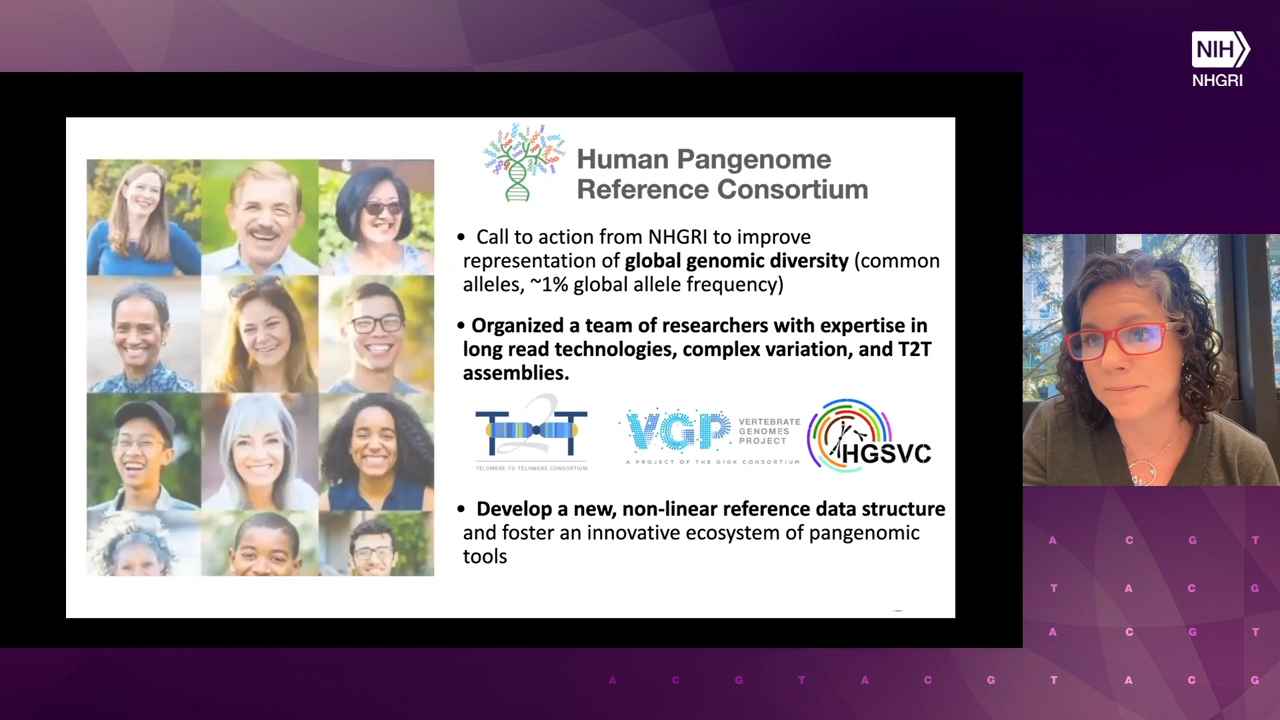 NIH
NHGRI
Human Pangenome
Reference Consortium
• Call to action from NHGRI to improve
representation of global genomic diversity (common
alleles, ~1% global allele frequency)
• Organized a team of researchers with expertise in
long read technologies, complex variation, and T2T
assemblies.
T2T
TELOMERE-TO-TELOMERE CONSORTIUM
VGP
VERTEBRATE
GENOMES
PROJECT
A PROJECT OF THE G10K CONSORTIUM
HGSVC
• Develop a new, non-linear reference data structure
and foster an innovative ecosystem of pangenomic
tools
A C G T
T A C G
A C G T
A C G T A C G T A C G